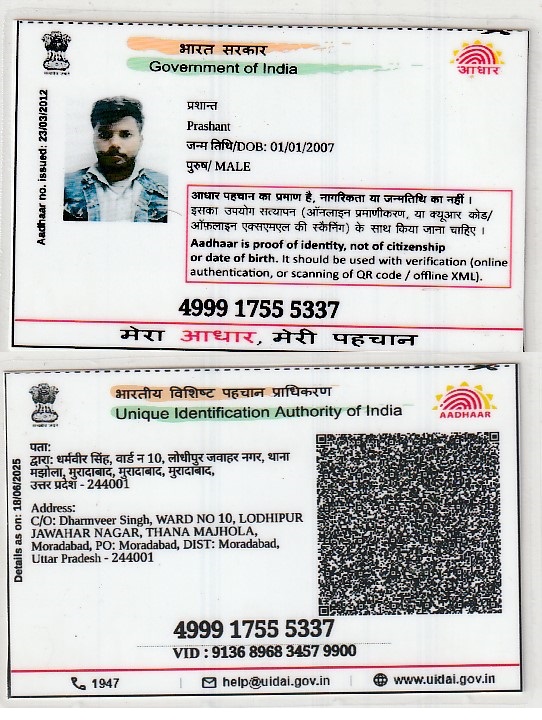 भारत सरकार
Government of India
आधार
Aadhaar no. issued: 23/03/2012
प्रशान्त
Prashant
जन्म तिथि/DOB: 01/01/2007
पुरुष/ MALE
आधार पहचान का प्रमाण है, नागरिकता या जन्मतिथि का नहीं ।
इसका उपयोग सत्यापन (ऑनलाइन प्रमाणीकरण, या क्यूआर कोड/
ऑफ़लाइन एक्सएमएल की स्कैनिंग) के साथ किया जाना चाहिए ।
Aadhaar is proof of identity, not of citizenship
or date of birth. It should be used with verification (online
authentication, or scanning of QR code / offline XML).
4999 1755 5337
मेरा आधार, मेरी पहचान
भारतीय विशिष्ट पहचान प्राधिकरण
Unique Identification Authority of India
AADHAAR
Details as on: 18/06/2025
पता:
द्वारा: धर्मवीर सिंह, वार्ड न 10, लोधीपुर जवाहर नगर, थाना
मझोला, मुरादाबाद, मुरादाबाद, मुरादाबाद,
उत्तर प्रदेश - 244001
Address:
C/O: Dharmveer Singh, WARD NO 10, LODHIPUR
JAWAHAR NAGAR, THANA MAJHOLA,
Moradabad, PO: Moradabad, DIST: Moradabad,
Uttar Pradesh - 244001
4999 1755 5337
VID : 9136 8968 3457 9900
1947 | help@uidai.gov.in | www.uidai.gov.in